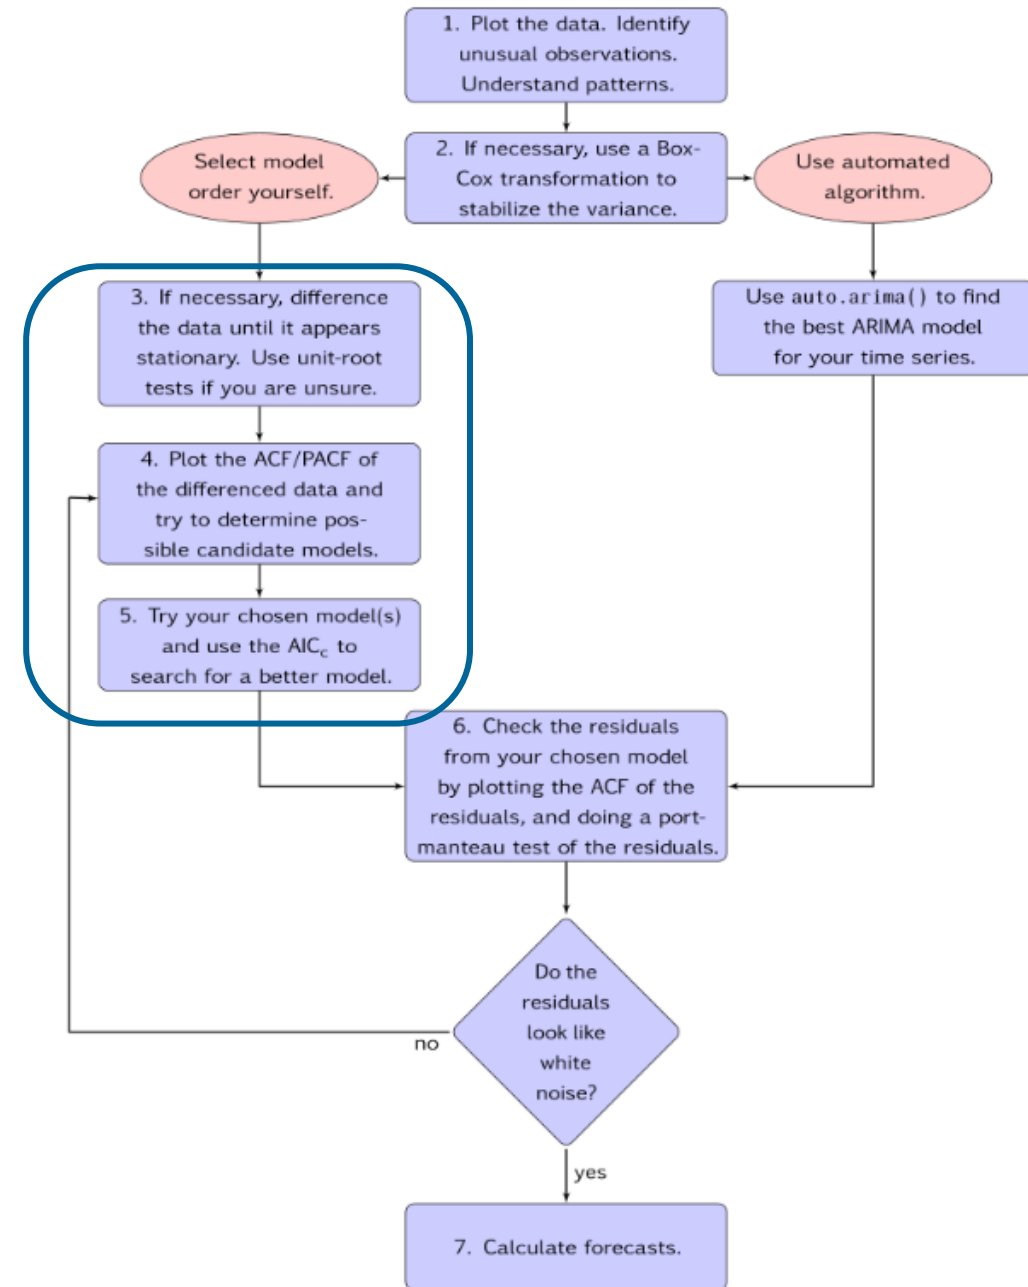 1. Plot the data. Identify
unusual observations.
Understand patterns.
Select model
order yourself.
2. If necessary, use a Box-
Cox transformation to
stabilize the variance.
Use automated
algorithm.
3. If necessary, difference
the data until it appears
stationary. Use unit-root
tests if you are unsure.
Use auto.arima() to find
the best ARIMA model
for your time series.
4. Plot the ACF/PACF of
the differenced data and
try to determine pos-
sible candidate models.
5. Try your chosen model(s)
and use the AICc to
search for a better model.
6. Check the residuals
from your chosen model
by plotting the ACF of the
residuals, and doing a port-
manteau test of the residuals.
Do the
residuals
look like
white
noise?
no
yes
7. Calculate forecasts.